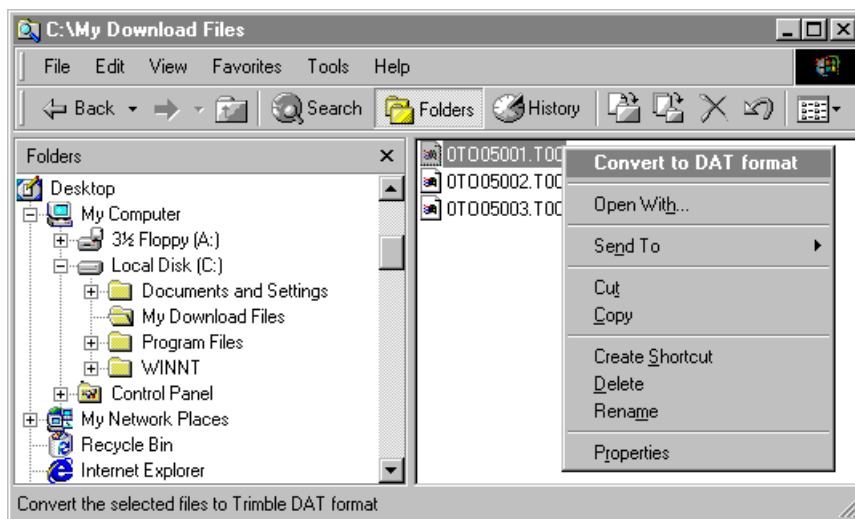 C:\My Download Files
File Edit View Favorites Tools Help
Back Search Folders History
Folders
Desktop
My Computer
3½ Floppy (A:)
Local Disk (C:)
Documents and Settings
My Download Files
Program Files
WINNT
Control Panel
My Network Places
Recycle Bin
Internet Explorer
0TO05001.T00
0TO05002.T00
0TO05003.T00
Convert to DAT format
Open With...
Send To
Cut
Copy
Create Shortcut
Delete
Rename
Properties
Convert the selected files to Trimble DAT format